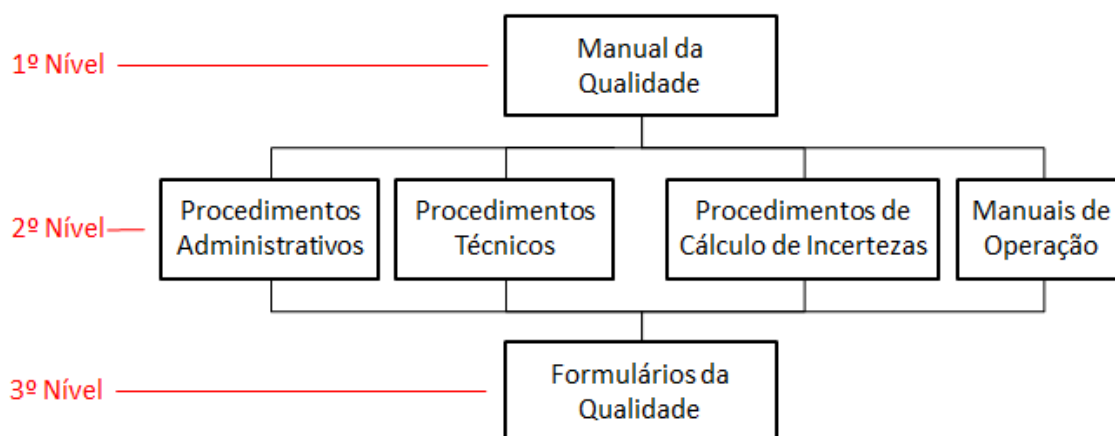 1º Nível
Manual da
Qualidade
2º Nível
Procedimentos
Administrativos
Procedimentos
Técnicos
Procedimentos de
Cálculo de Incertezas
Manuais de
Operação
3º Nível
Formulários da
Qualidade